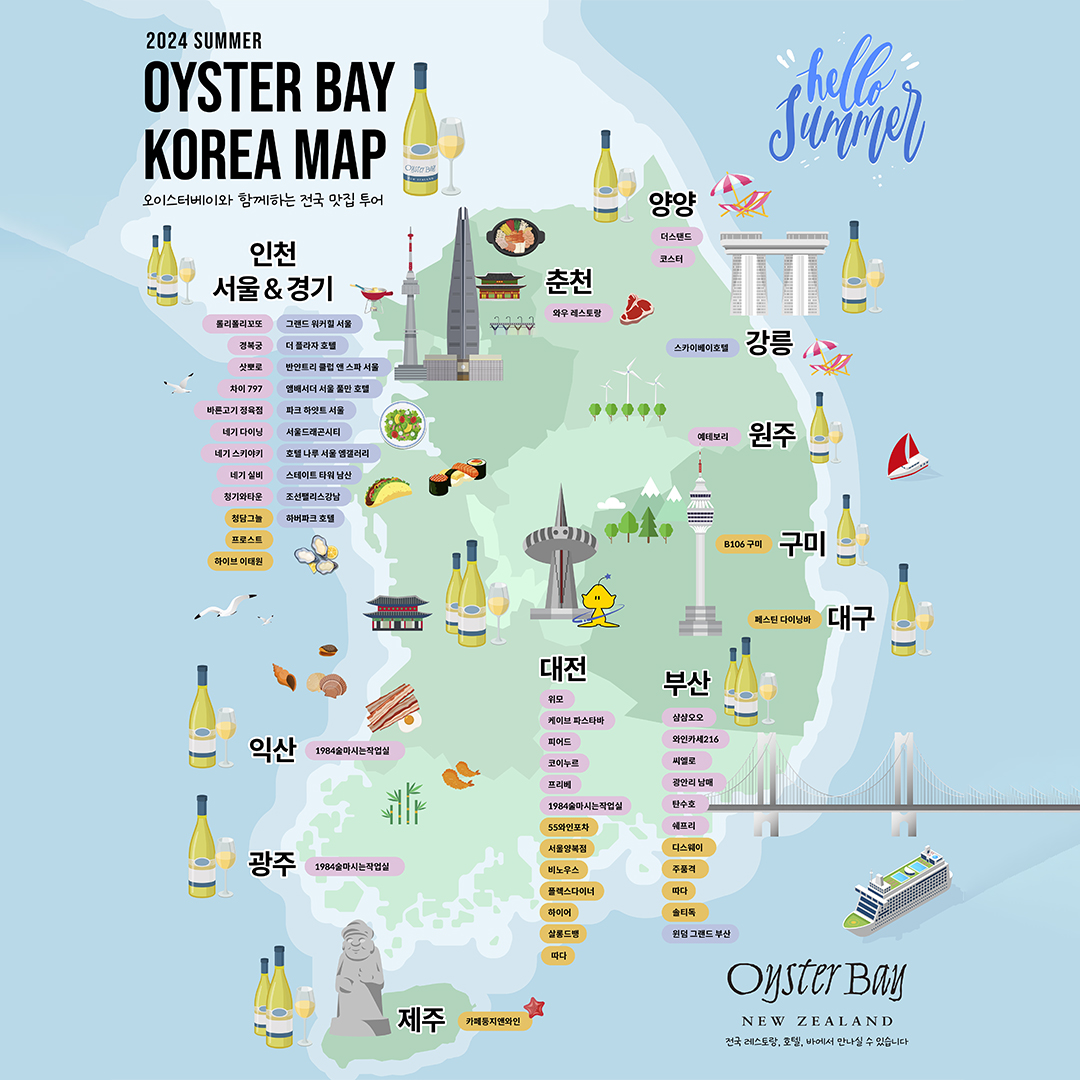 2024 SUMMER
OYSTER BAY
KOREA MAP
오이스터베이와 함께하는 전국 맛집 투어
Oyster Bay
hello
summer
인천
서울 & 경기
롤리폴리꼬또
그랜드 워커힐 서울
경복궁
더 플라자 호텔
삿뽀로
반얀트리 클럽 앤 스파 서울
차이 797
앰배서더 서울 풀만 호텔
바른고기 정육점
파크 하얏트 서울
네기 다이닝
서울드래곤시티
네기 스키야키
호텔 나루 서울 엠갤러리
네기 실비
스테이트 타워 남산
청기와타운
조선팰리스강남
청담그늘
하버파크 호텔
프로스트
하이브 이태원
양양
더스탠드
코스터
춘천
와우 레스토랑
스카이베이호텔
강릉
예테보리
원주
B106 구미
구미
페스틴 다이닝바
대구
대전
위모
케이브 파스타바
피어드
코이누르
프리베
1984술마시는작업실
55와인포차
서울양복점
비노우스
플렉스다이너
하이어
살롱드뱅
따다
부산
샴샴오오
와인카세216
씨엘로
광안리 남매
탄수호
쉐프리
디스웨이
주품격
따다
솔티독
윈덤 그랜드 부산
익산
1984술마시는작업실
광주
1984술마시는작업실
제주
카페동지앤와인
Oyster Bay
NEW ZEALAND
전국 레스토랑, 호텔, 바에서 만나실 수 있습니다